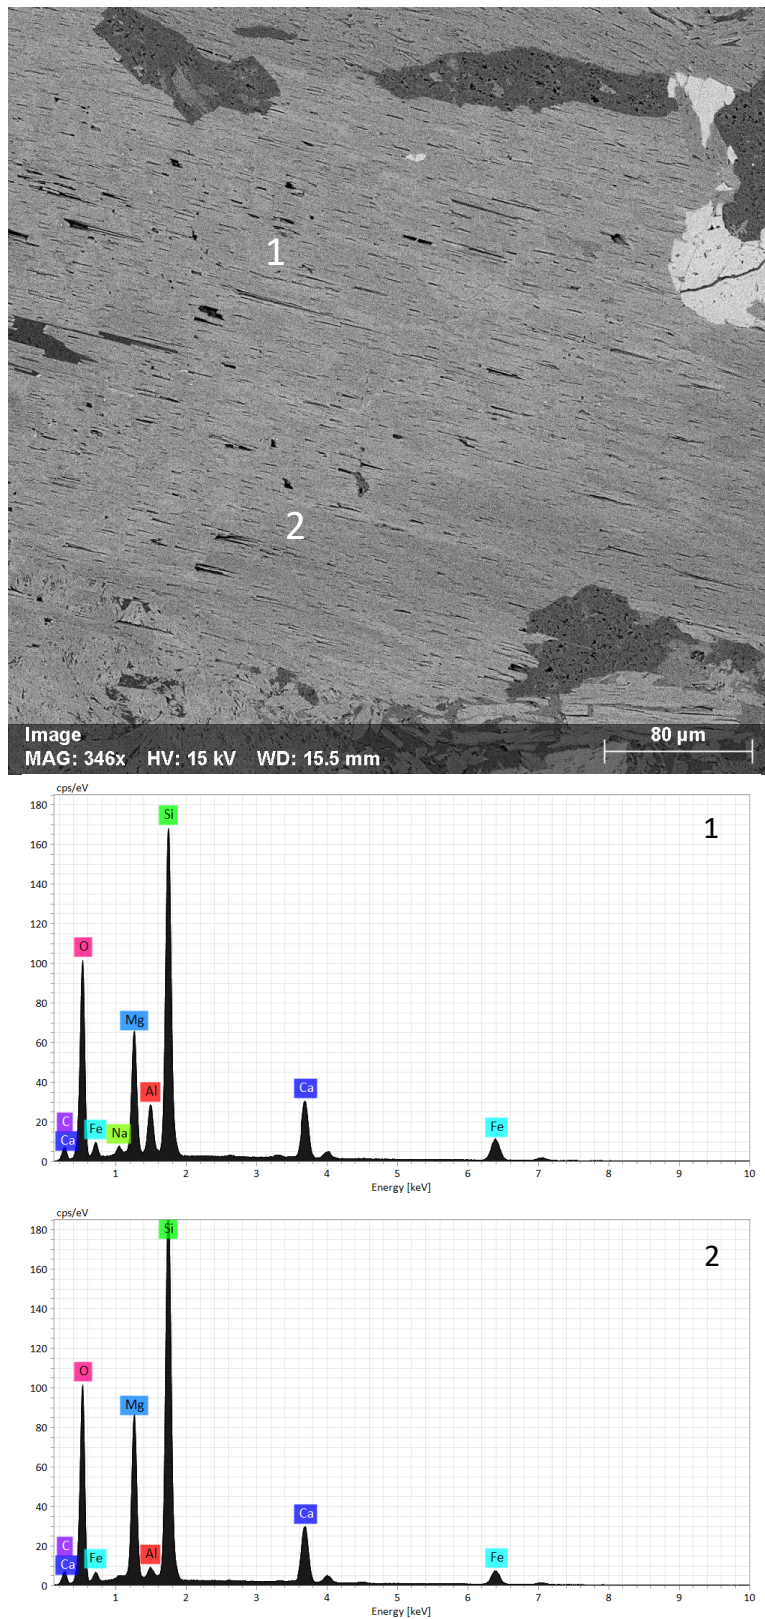 1
2
Image
80 µm
MAG: 346x HV: 15 kV WD: 15.5 mm
cps/eV
1
180
160
140
120
100
80
60
40
20
0
Si
O
Mg
Al
C
Ca
Fe
Na
Ca
Fe
1 2 3 4 5 6 7 8 9 10
Energy [keV]
cps/eV
2
180
160
140
120
100
80
60
40
20
0
Si
O
Mg
C
Ca
Fe
Al
Ca
Fe
1 2 3 4 5 6 7 8 9 10
Energy [keV]